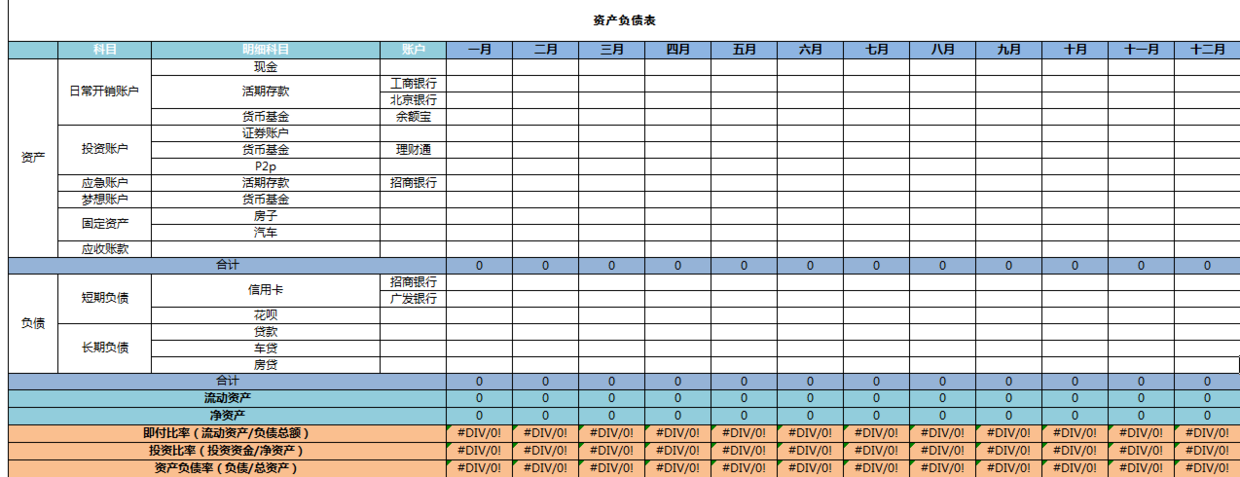 资产负债表
科目 明细科目 账户 一月 二月 三月 四月 五月 六月 七月 八月 九月 十月 十一月 十二月
资产 日常开销账户 现金
活期存款 工商银行
北京银行
货币基金 余额宝
投资账户 证券账户
货币基金 理财通
P2p
应急账户 活期存款 招商银行
梦想账户 货币基金
固定资产 房子
汽车
应收账款
合计 0 0 0 0 0 0 0 0 0 0 0 0
负债 短期负债 信用卡 招商银行
广发银行
花呗
长期负债 贷款
车贷
房贷
合计 0 0 0 0 0 0 0 0 0 0 0 0
流动资产 0 0 0 0 0 0 0 0 0 0 0 0
净资产 0 0 0 0 0 0 0 0 0 0 0 0
即付比率（流动资产/负债总额） #DIV/0! #DIV/0! #DIV/0! #DIV/0! #DIV/0! #DIV/0! #DIV/0! #DIV/0! #DIV/0! #DIV/0! #DIV/0! #DIV/0!
投资比率（投资资金/净资产） #DIV/0! #DIV/0! #DIV/0! #DIV/0! #DIV/0! #DIV/0! #DIV/0! #DIV/0! #DIV/0! #DIV/0! #DIV/0! #DIV/0!
资产负债率（负债/总资产） #DIV/0! #DIV/0! #DIV/0! #DIV/0! #DIV/0! #DIV/0! #DIV/0! #DIV/0! #DIV/0! #DIV/0! #DIV/0! #DIV/0!